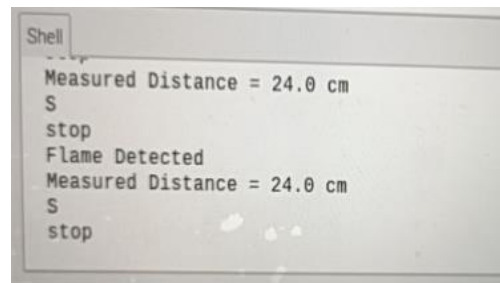 Shell
Measured Distance = 24.0 cm
S
stop
Flame Detected
Measured Distance = 24.0 cm
S
stop